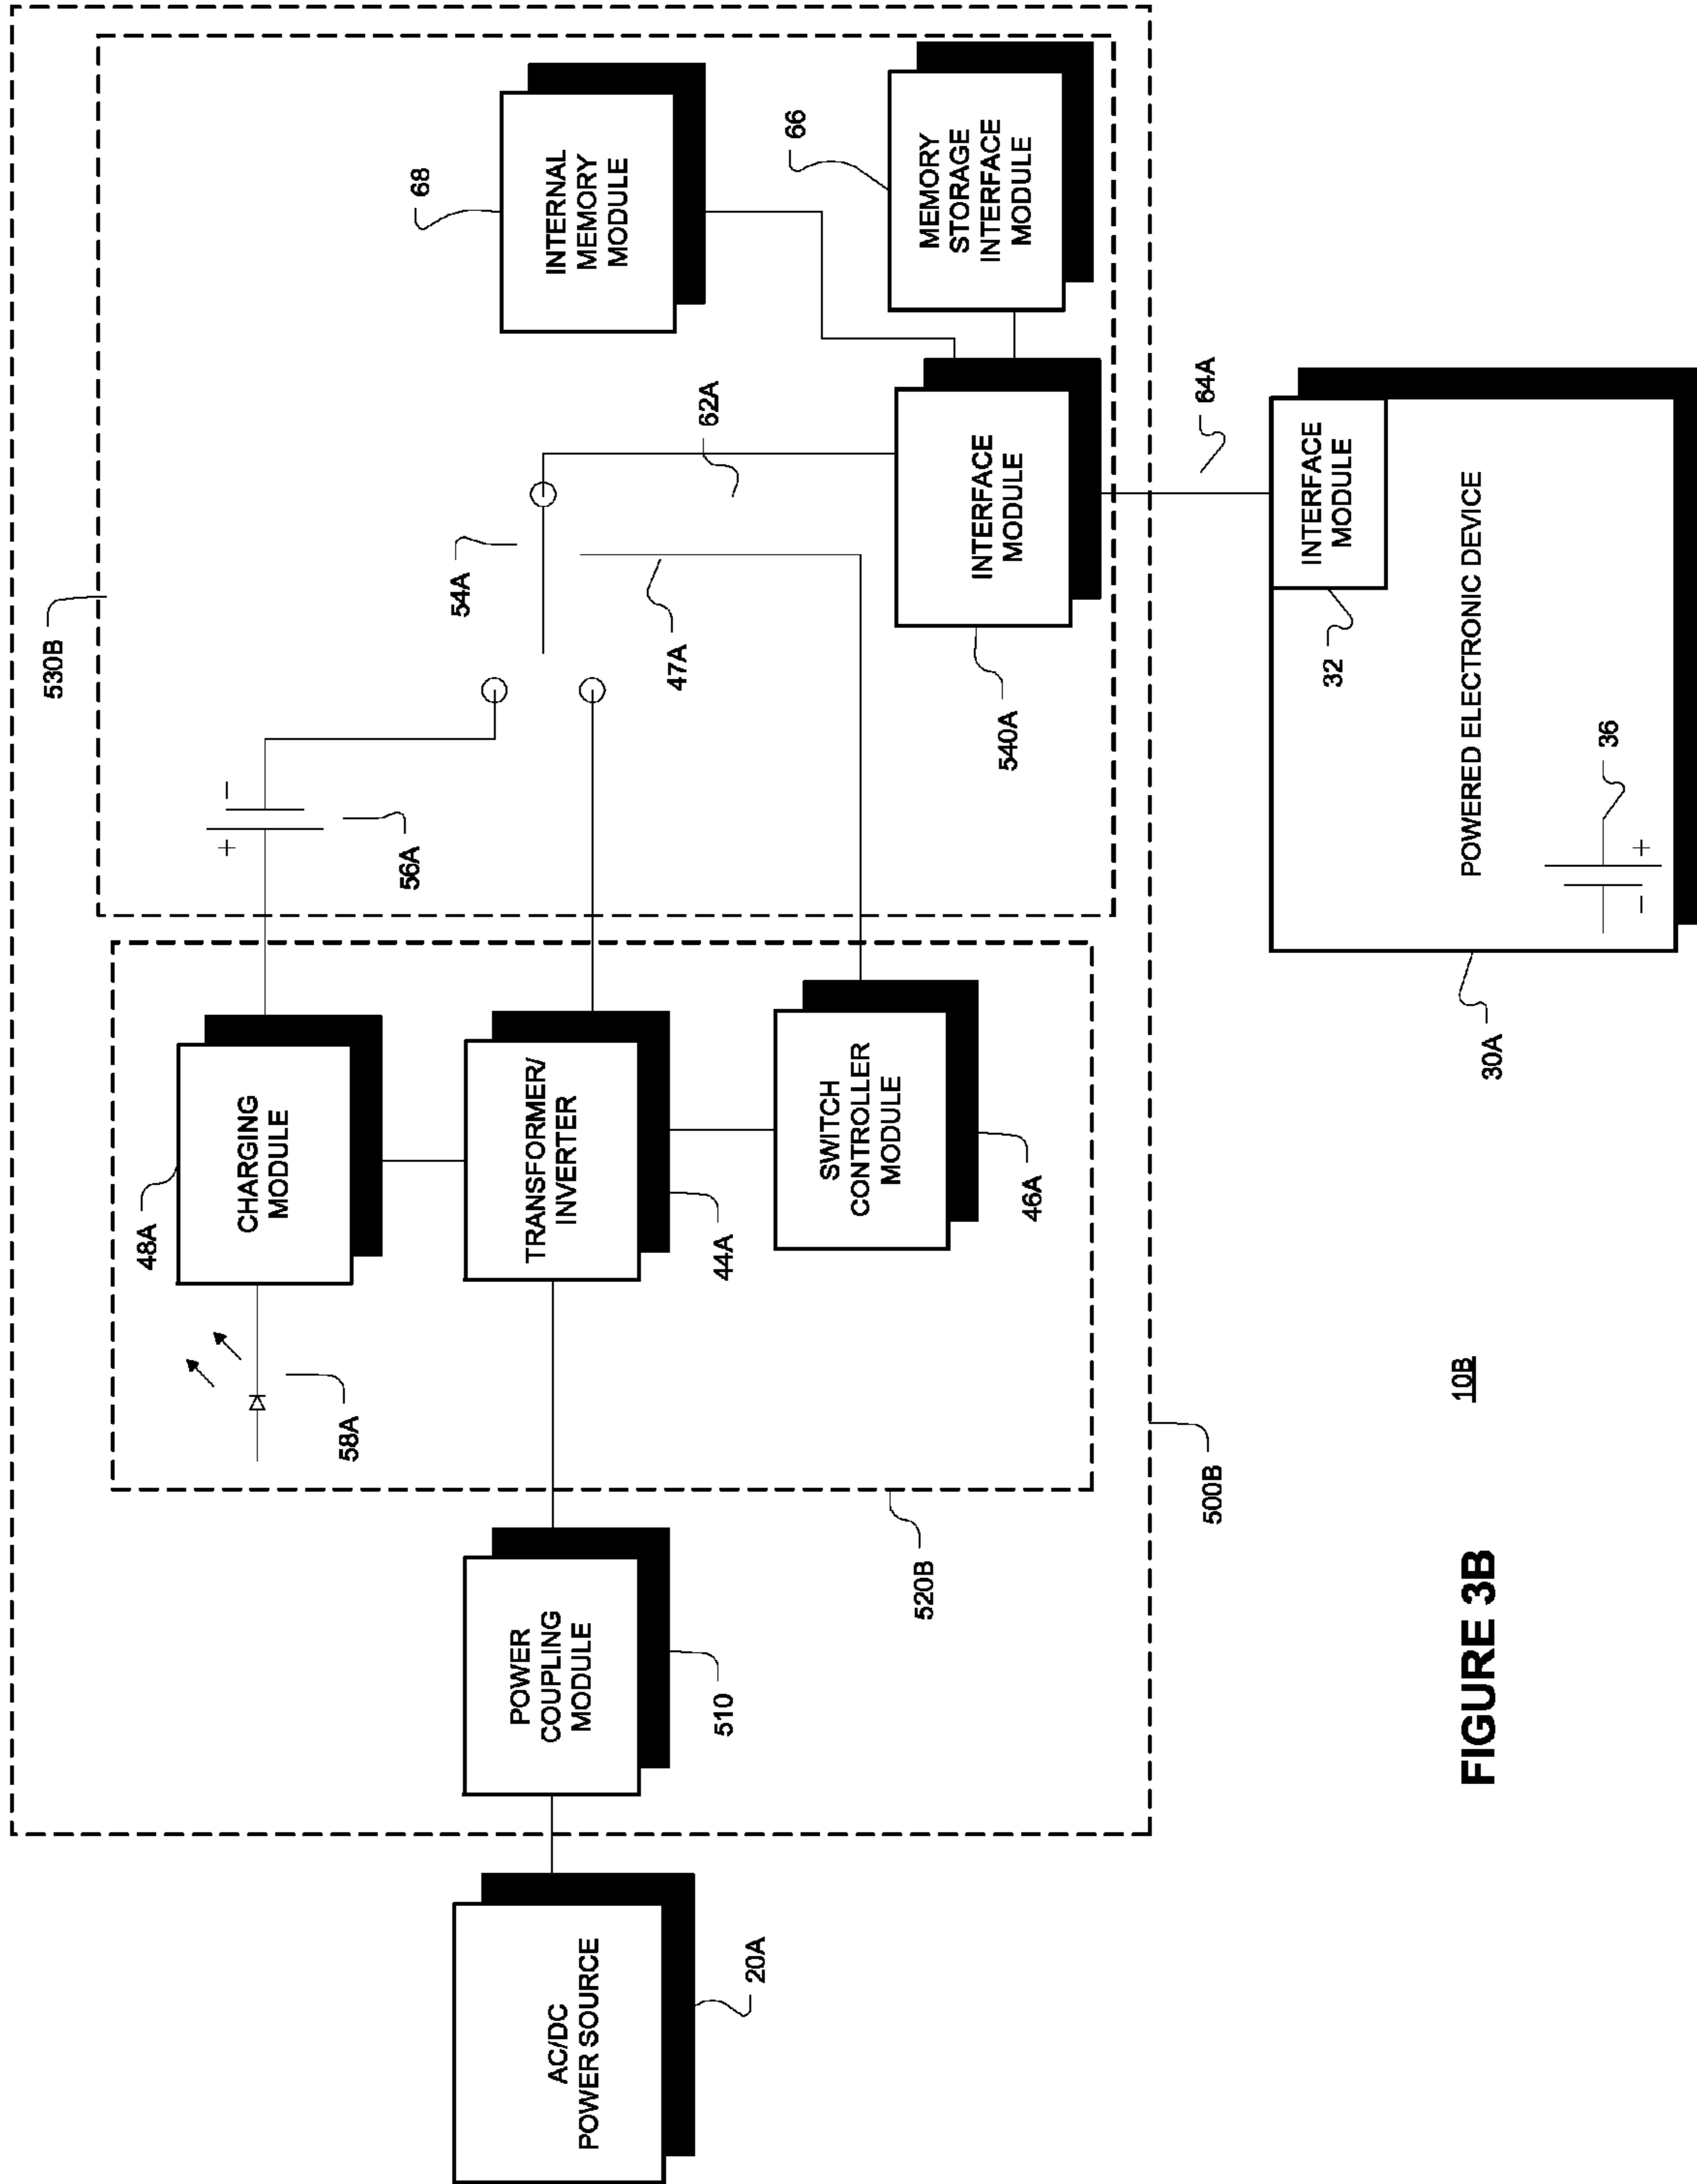 530B
68
INTERNAL
MEMORY
MODULE
66
MEMORY
STORAGE
INTERFACE
MODULE
+
-
56A
54A
47A
62A
540A
INTERFACE
MODULE
48A
CHARGING
MODULE
58A
TRANSFORMER/
INVERTER
44A
SWITCH
CONTROLLER
MODULE
46A
520B
POWER
COUPLING
MODULE
510
AC/DC
POWER SOURCE
20A
500B
64A
INTERFACE
MODULE
32
POWERED ELECTRONIC DEVICE
36
-
+
30A
10B
FIGURE 3B